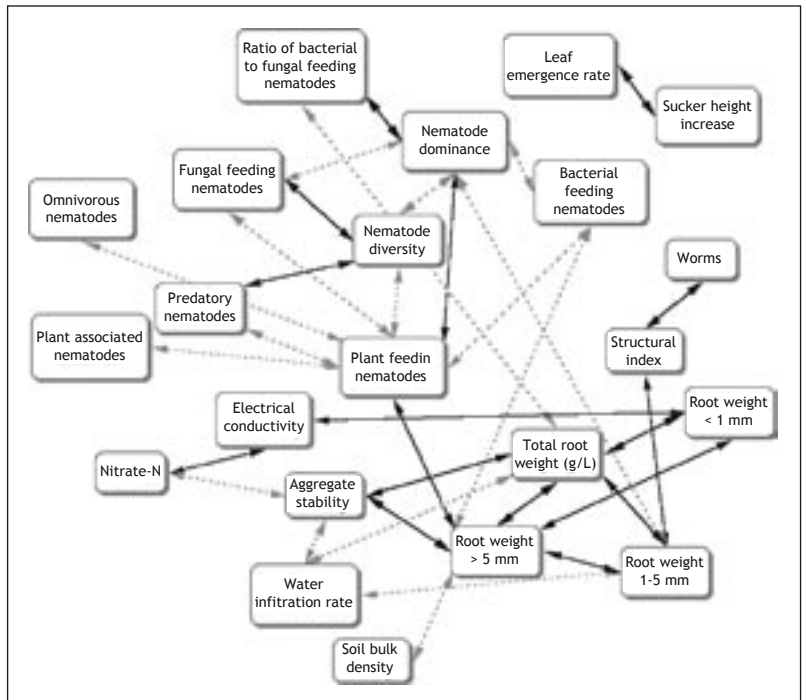 Ratio of bacterial
to fungal feeding
nematodes
Leaf
emergence rate
Sucker height
increase
Nematode
dominance
Fungal feeding
nematodes
Bacterial
feeding
nematodes
Omnivorous
nematodes
Nematode
diversity
Worms
Predatory
nematodes
Plant associated
nematodes
Structural
index
Plant feedin
nematodes
Electrical
conductivity
Root weight
< 1 mm
Total root
weight (g/L)
Nitrate-N
Aggregate
stability
Root weight
> 5 mm
Root weight
1-5 mm
Water
infitration rate
Soil bulk
density